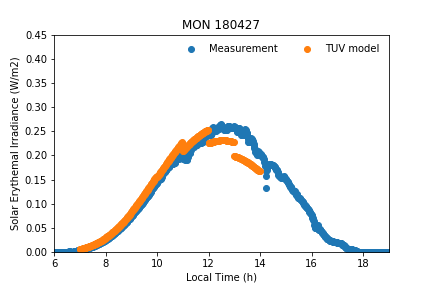 MON 180427
Measurement TUV model
Solar Erythemal Irradiance (W/m2)
0.45
0.40
0.35
0.30
0.25
0.20
0.15
0.10
0.05
0.00
6 8 10 12 14 16 18
Local Time (h)